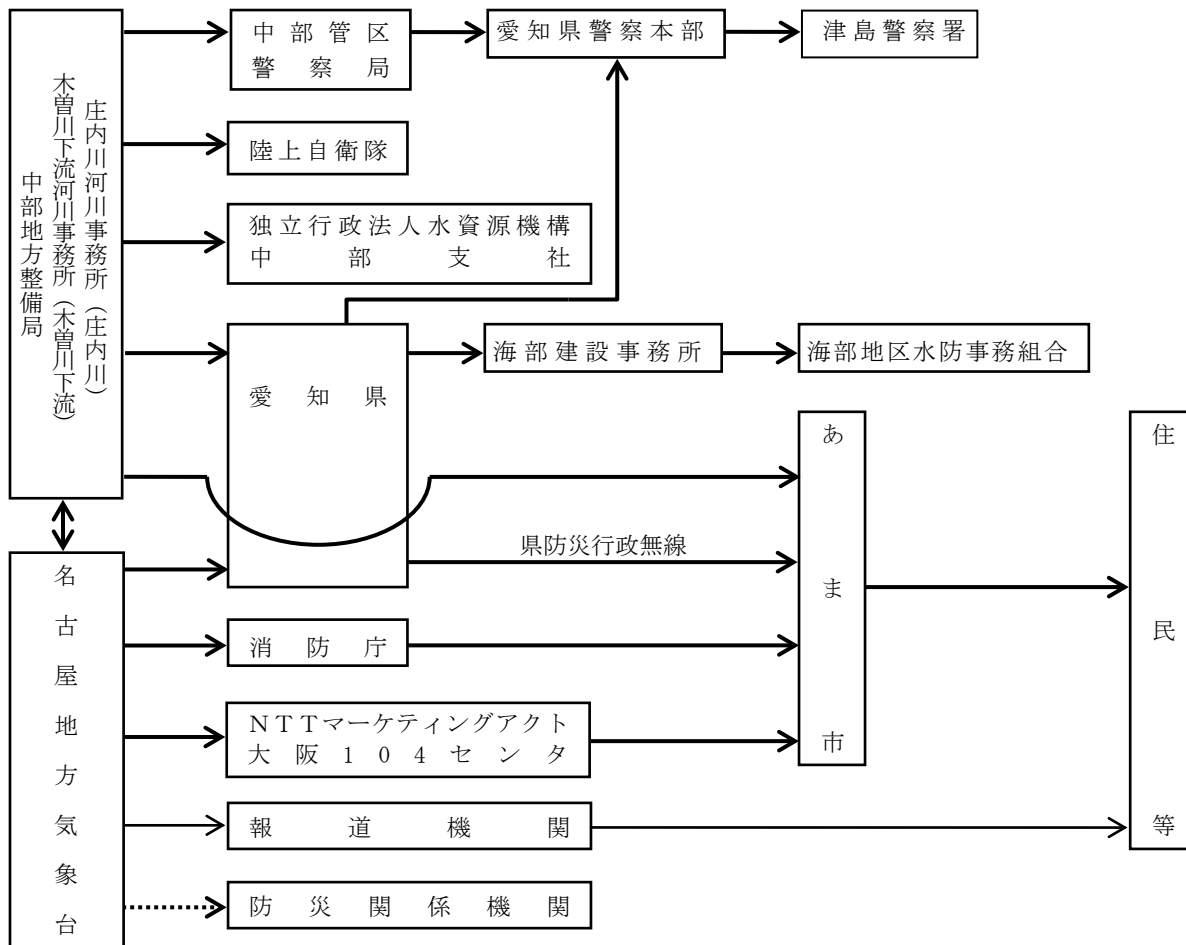 中部地方整備局
木曽川下流河川事務所（木曽川下流）
庄内川河川事務所（庄内川）
中部管区
警察局
愛知県警察本部
津島警察署
陸上自衛隊
独立行政法人水資源機構
中部支社
愛知県
海部建設事務所
海部地区水防事務組合
あま市
住民等
県防災行政無線
名古屋地方気象台
消防庁
ＮＴＴマーケティングアクト
大阪１０４センタ
報道機関
防災関係機関